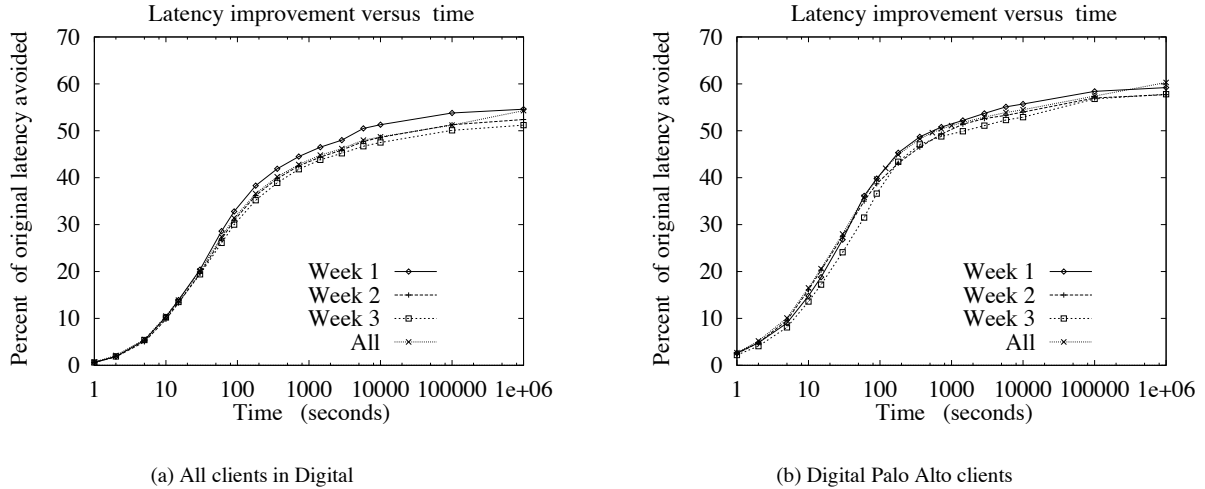 Latency improvement versus time
Percent of original latency avoided
70
60
50
40
30
20
10
0
Week 1
Week 2
Week 3
All
1 10 100 1000 10000 100000 1e+06
Time (seconds)
(a) All clients in Digital
Latency improvement versus time
Percent of original latency avoided
70
60
50
40
30
20
10
0
Week 1
Week 2
Week 3
All
1 10 100 1000 10000 100000 1e+06
Time (seconds)
(b) Digital Palo Alto clients